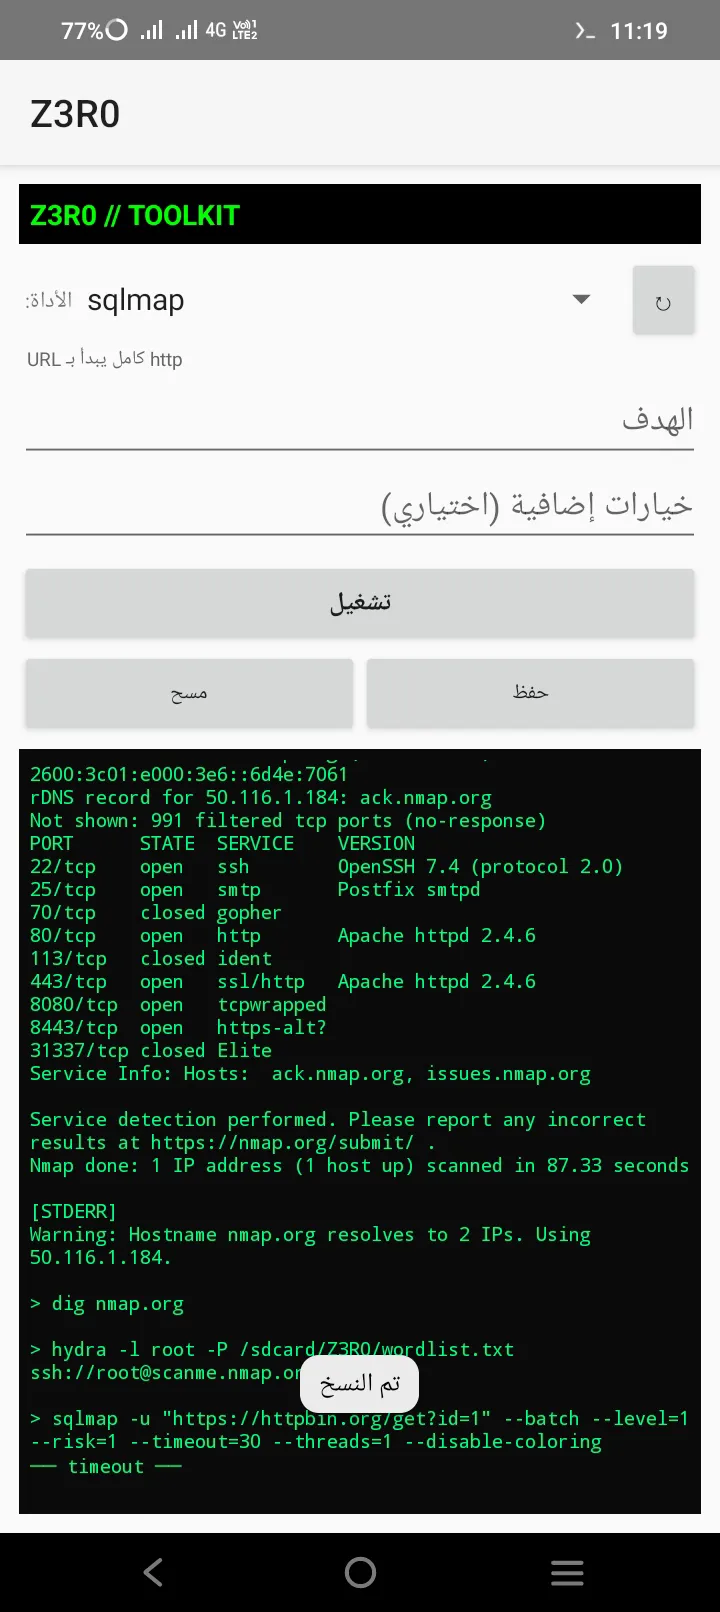 77% 4G Vo)) 1 LTE2 >_ 11:19
Z3R0
Z3R0 // TOOLKIT
الأداة: sqlmap ↻
URL كامل يبدأ بـ http
الهدف
خيارات إضافية (اختياري)
تشغيل
مسح حفظ
2600:3c01:e000:3e6::6d4e:7061
rDNS record for 50.116.1.184: ack.nmap.org
Not shown: 991 filtered tcp ports (no-response)
PORT STATE SERVICE VERSION
22/tcp open ssh OpenSSH 7.4 (protocol 2.0)
25/tcp open smtp Postfix smtpd
70/tcp closed gopher
80/tcp open http Apache httpd 2.4.6
113/tcp closed ident
443/tcp open ssl/http Apache httpd 2.4.6
8080/tcp open tcpwrapped
8443/tcp open https-alt?
31337/tcp closed Elite
Service Info: Hosts: ack.nmap.org, issues.nmap.org
Service detection performed. Please report any incorrect
results at https://nmap.org/submit/ .
Nmap done: 1 IP address (1 host up) scanned in 87.33 seconds
[STDERR]
Warning: Hostname nmap.org resolves to 2 IPs. Using
50.116.1.184.
> dig nmap.org
> hydra -l root -P /sdcard/Z3R0/wordlist.txt
ssh://root@scanme.nmap.or
تم النسخ
> sqlmap -u "https://httpbin.org/get?id=1" --batch --level=1
--risk=1 --timeout=30 --threads=1 --disable-coloring
── timeout ──